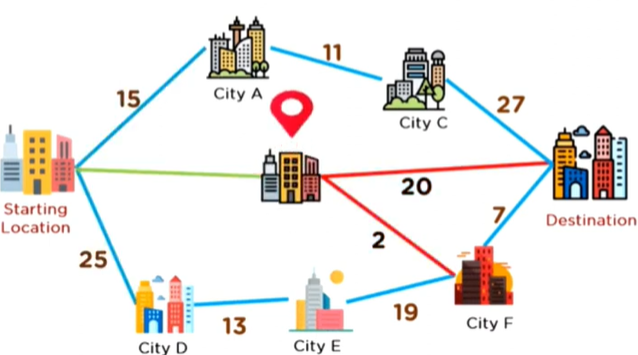 City A
11
City C
15
27
Starting
Location
20
Destination
2
7
25
City D
13
City E
19
City F